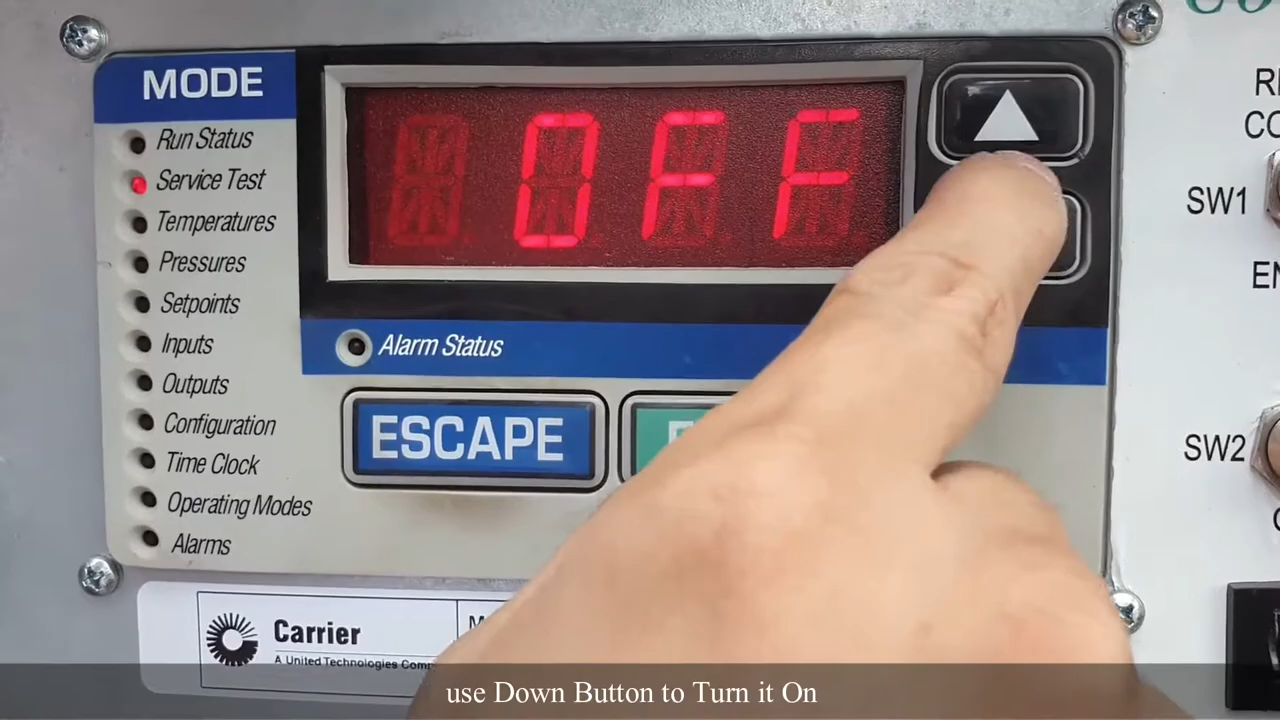 MODE
Run Status
Service Test
Temperatures
Pressures
Setpoints
Inputs
Outputs
Configuration
Time Clock
Operating Modes
Alarms
OFF
Alarm Status
ESCAPE
SW1
SW2
Carrier
A United Technologies
use Down Button to Turn it On